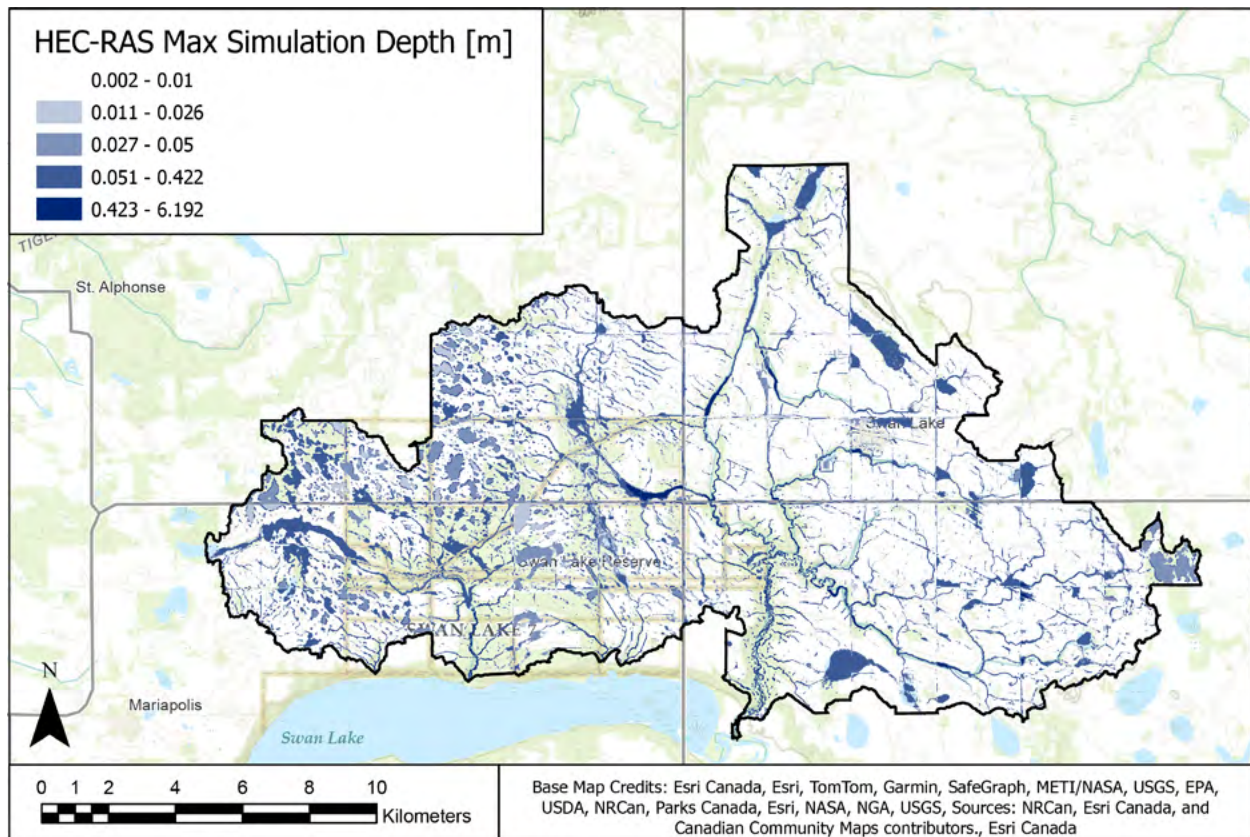 HEC-RAS Max Simulation Depth [m]
0.002 - 0.01
0.011 - 0.026
0.027 - 0.05
0.051 - 0.422
0.423 - 6.192
TIGE
St. Alphonse
Swan Lake
Swan Lake Reserve
SWAN LAKE
N
Mariapolis
Swan Lake
0 1 2 4 6 8 10
Kilometers
Base Map Credits: Esri Canada, Esri, TomTom, Garmin, SafeGraph, METI/NASA, USGS, EPA,
USDA, NRCan, Parks Canada, Esri, NASA, NGA, USGS, Sources: NRCan, Esri Canada, and
Canadian Community Maps contributors., Esri Canada